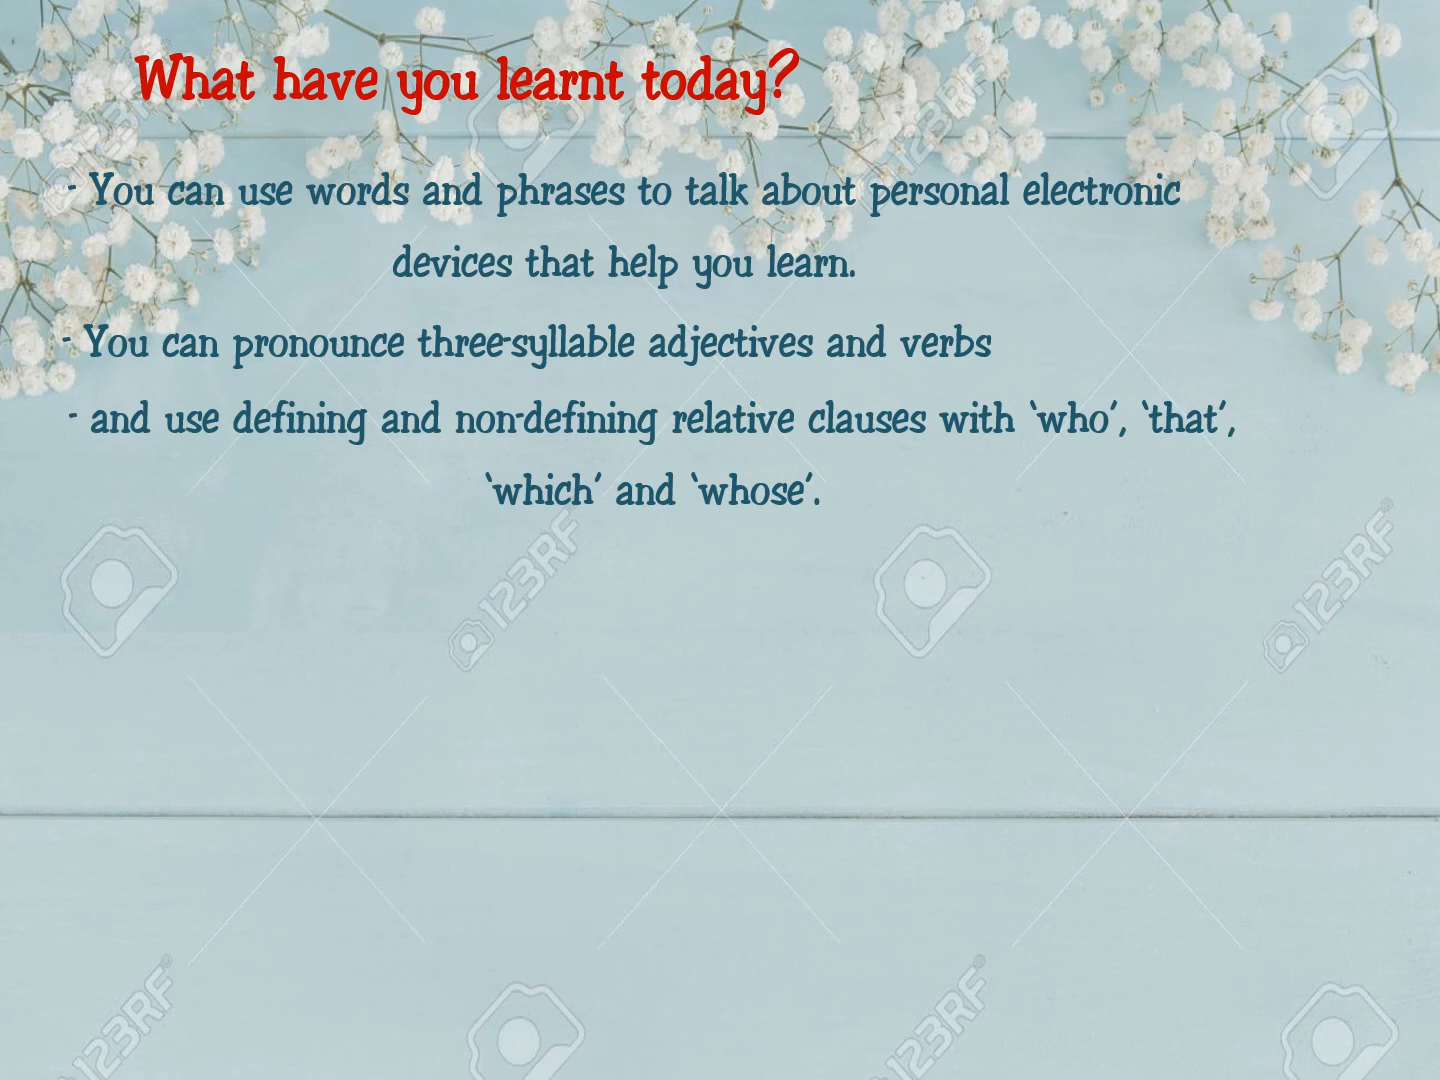 What have you learnt today?
- You can use words and phrases to talk about personal electronic
devices that help you learn.
- You can pronounce three-syllable adjectives and verbs
- and use defining and non-defining relative clauses with ‘who’, ‘that’,
‘which’ and ‘whose’.
123RF
123RF
123RF
123RF
123RF
123RF